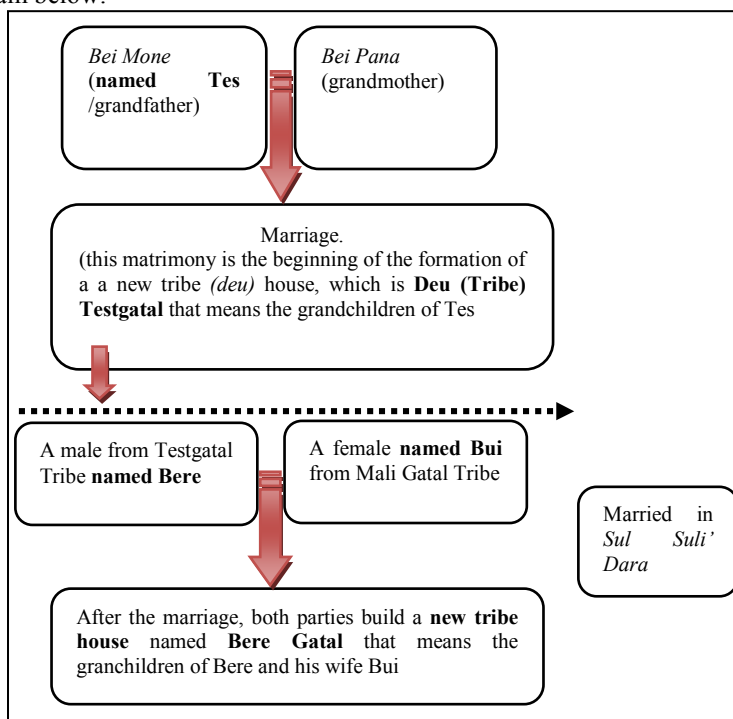 Bei Mone
(named Tes
/grandfather)
Bei Pana
(grandmother)
Marriage.
(this matrimony is the beginning of the formation of
a a new tribe (deu) house, which is Deu (Tribe)
Testgatal that means the grandchildren of Tes
A male from Testgatal
Tribe named Bere
A female named Bui
from Mali Gatal Tribe
Married in
Sul Suli’
Dara
After the marriage, both parties build a new tribe
house named Bere Gatal that means the
granchildren of Bere and his wife Bui